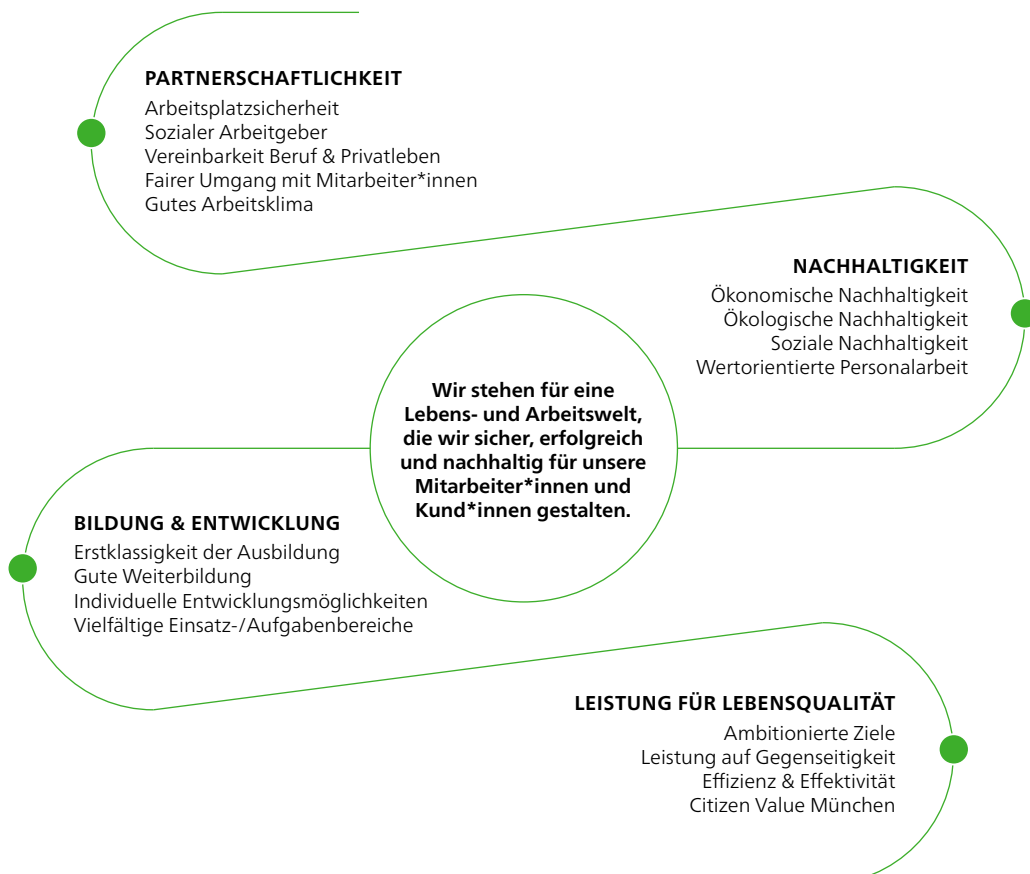 PARTNERSCHAFTLICHKEIT
Arbeitsplatzsicherheit
Sozialer Arbeitgeber
Vereinbarkeit Beruf & Privatleben
Fairer Umgang mit Mitarbeiter*innen
Gutes Arbeitsklima
NACHHALTIGKEIT
Ökonomische Nachhaltigkeit
Ökologische Nachhaltigkeit
Soziale Nachhaltigkeit
Wertorientierte Personalarbeit
Wir stehen für eine
Lebens- und Arbeitswelt,
die wir sicher, erfolgreich
und nachhaltig für unsere
Mitarbeiter*innen und
Kund*innen gestalten.
BILDUNG & ENTWICKLUNG
Erstklassigkeit der Ausbildung
Gute Weiterbildung
Individuelle Entwicklungsmöglichkeiten
Vielfältige Einsatz-/Aufgabenbereiche
LEISTUNG FÜR LEBENSQUALITÄT
Ambitionierte Ziele
Leistung auf Gegenseitigkeit
Effizienz & Effektivität
Citizen Value München